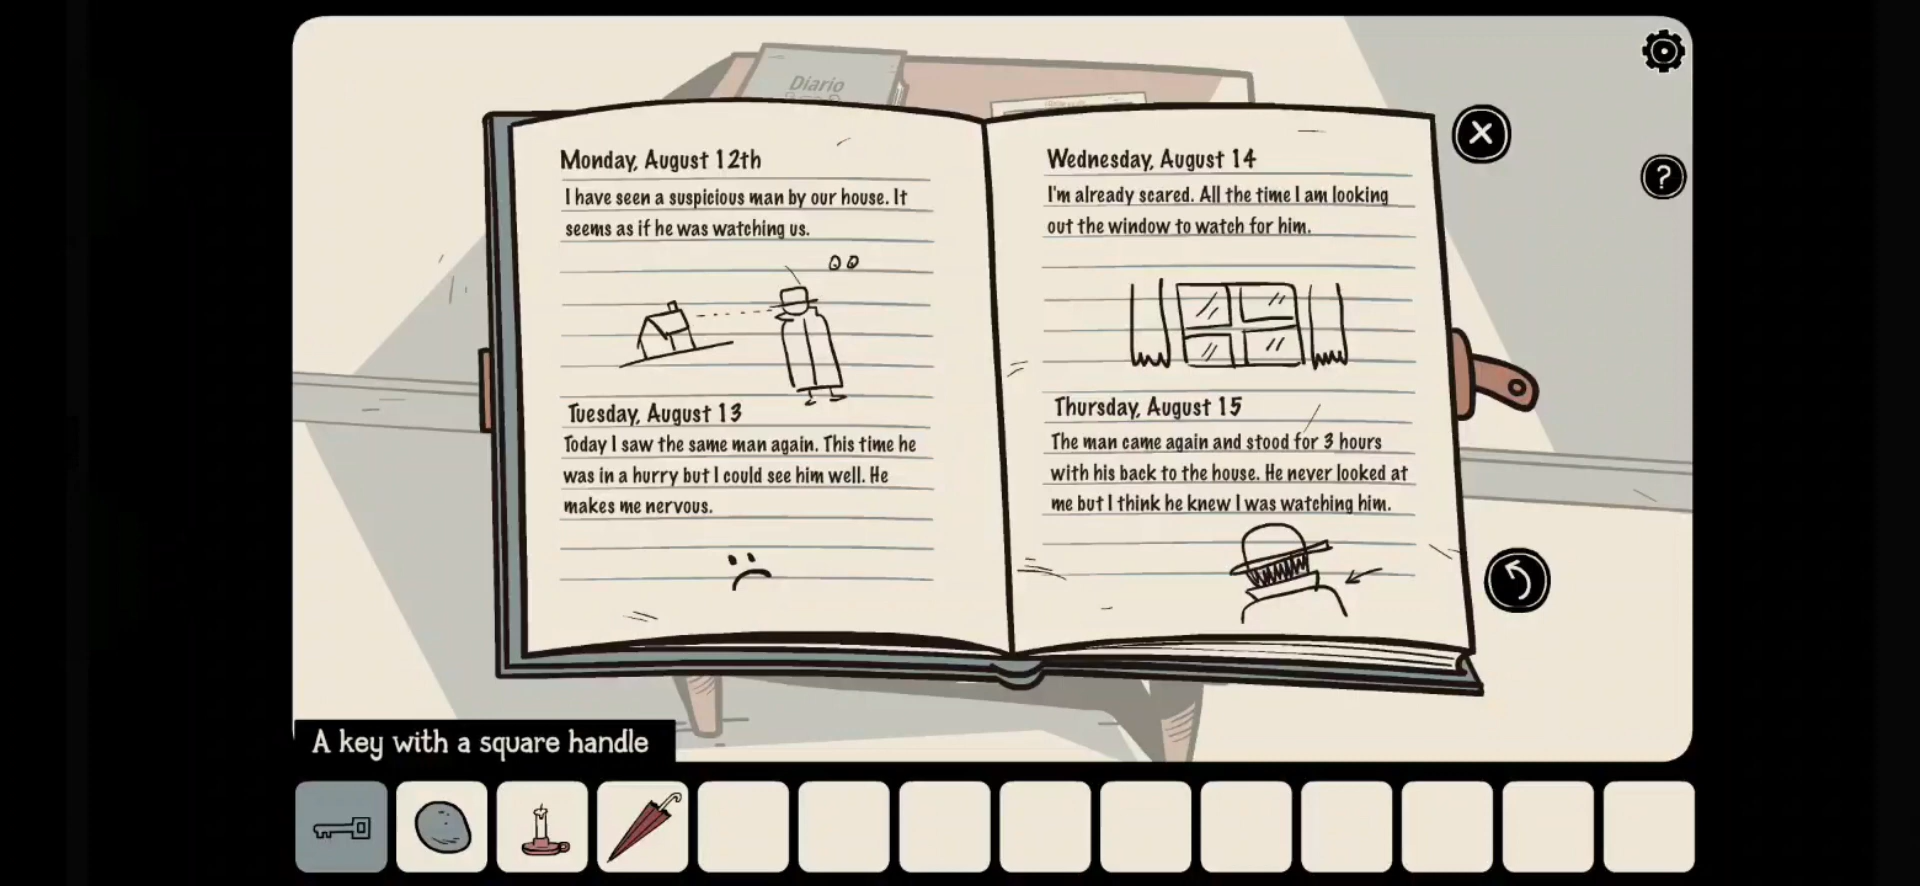 Diario
Monday, August 12th
I have seen a suspicious man by our house. It
seems as if he was watching us.
Tuesday, August 13
Today I saw the same man again. This time he
was in a hurry but I could see him well. He
makes me nervous.
Wednesday, August 14
I'm already scared. All the time I am looking
out the window to watch for him.
Thursday, August 15
The man came again and stood for 3 hours
with his back to the house. He never looked at
me but I think he knew I was watching him.
?
A key with a square handle